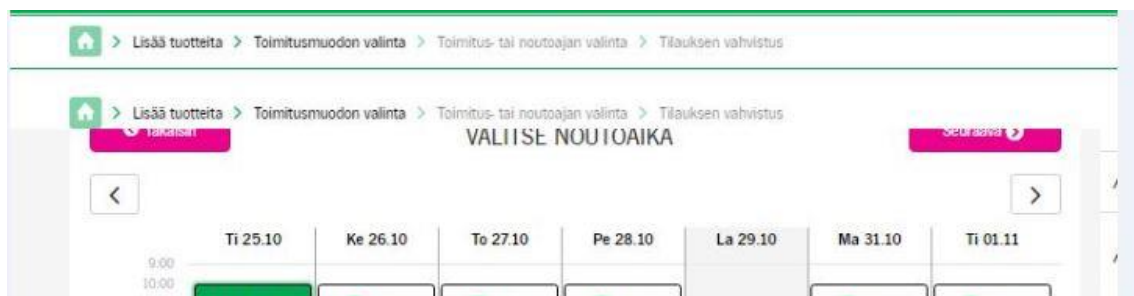 > Lisää tuotteita > Toimitusmuodon valinta > Toimitus- tai noutoajan valinta > Tilauksen vahvistus
> Lisää tuotteita > Toimitusmuodon valinta > Toimitus- tai noutoajan valinta > Tilauksen vahvistus
Takaisin VALITSE NOUTOAIKA Seuraava
Ti 25.10 Ke 26.10 To 27.10 Pe 28.10 La 29.10 Ma 31.10 Ti 01.11
9:00
10:00